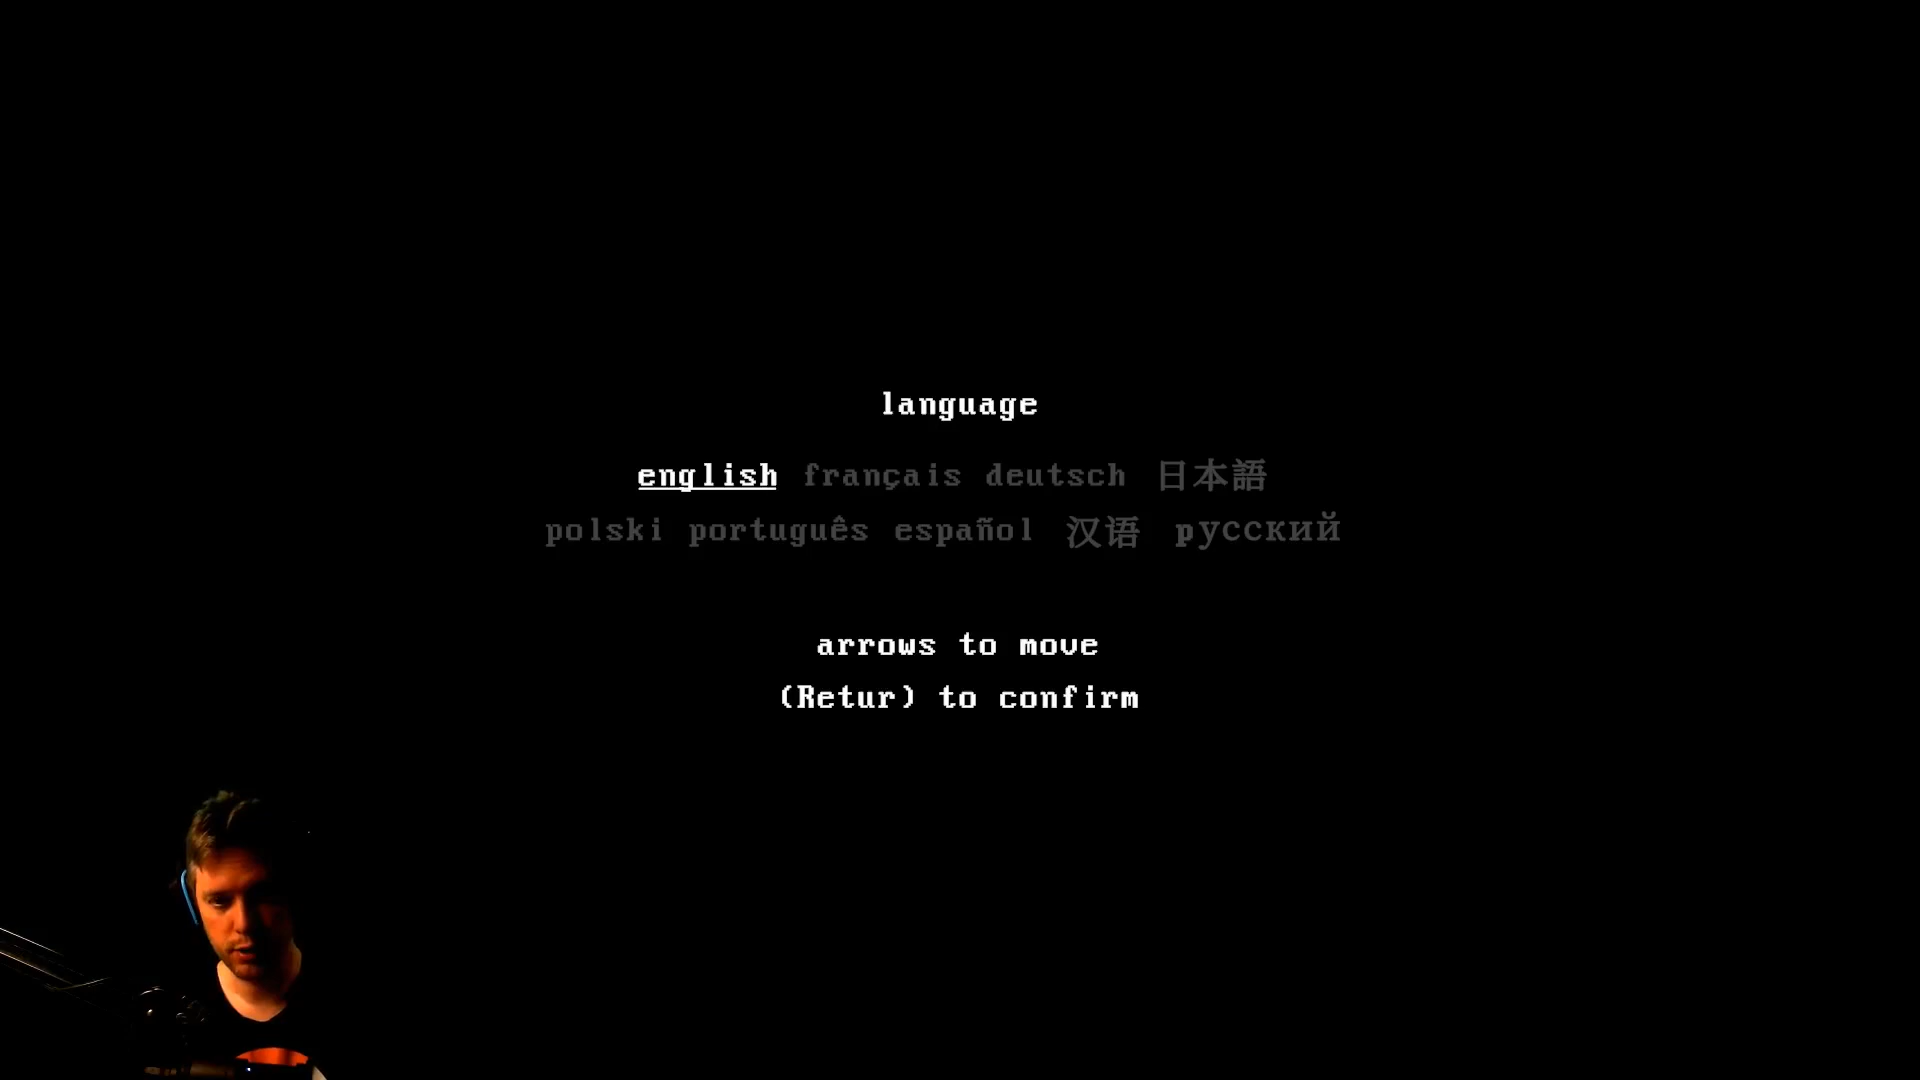 language
english français deutsch 日本語
polski português español 汉语 русский
arrows to move
(Retur) to confirm